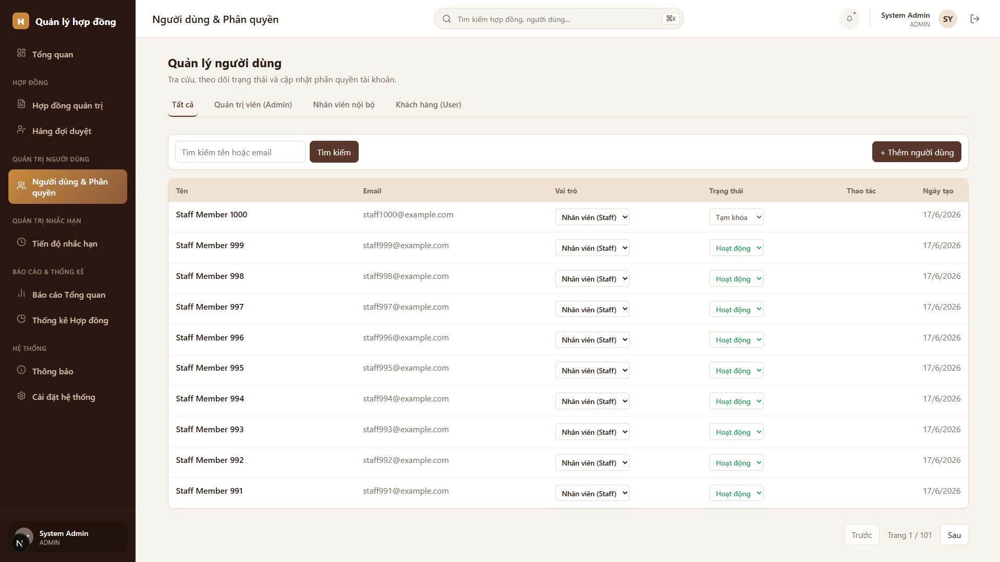 H Quản lý hợp đồng
Tổng quan
HỢP ĐỒNG
Hợp đồng quản trị
Hàng đợi duyệt
QUẢN TRỊ NGƯỜI DÙNG
Người dùng & Phân
quyền
QUẢN TRỊ NHẮC HẠN
Tiến độ nhắc hạn
BÁO CÁO & THỐNG KÊ
Báo cáo Tổng quan
Thống kê Hợp đồng
HỆ THỐNG
Thông báo
Cài đặt hệ thống
N
System Admin
ADMIN
Người dùng & Phân quyền
Tìm kiếm hợp đồng, người dùng... ⌘K
System Admin
ADMIN
SY
Quản lý người dùng
Tra cứu, theo dõi trạng thái và cập nhật phân quyền tài khoản.
Tất cả Quản trị viên (Admin) Nhân viên nội bộ Khách hàng (User)
Tìm kiếm tên hoặc email Tìm kiếm + Thêm người dùng
Tên Email Vai trò Trạng thái Thao tác Ngày tạo
Staff Member 1000 staff1000@example.com Nhân viên (Staff) Tạm khóa 17/6/2026
Staff Member 999 staff999@example.com Nhân viên (Staff) Hoạt động 17/6/2026
Staff Member 998 staff998@example.com Nhân viên (Staff) Hoạt động 17/6/2026
Staff Member 997 staff997@example.com Nhân viên (Staff) Hoạt động 17/6/2026
Staff Member 996 staff996@example.com Nhân viên (Staff) Hoạt động 17/6/2026
Staff Member 995 staff995@example.com Nhân viên (Staff) Hoạt động 17/6/2026
Staff Member 994 staff994@example.com Nhân viên (Staff) Hoạt động 17/6/2026
Staff Member 993 staff993@example.com Nhân viên (Staff) Hoạt động 17/6/2026
Staff Member 992 staff992@example.com Nhân viên (Staff) Hoạt động 17/6/2026
Staff Member 991 staff991@example.com Nhân viên (Staff) Hoạt động 17/6/2026
Trước Trang 1 / 101 Sau